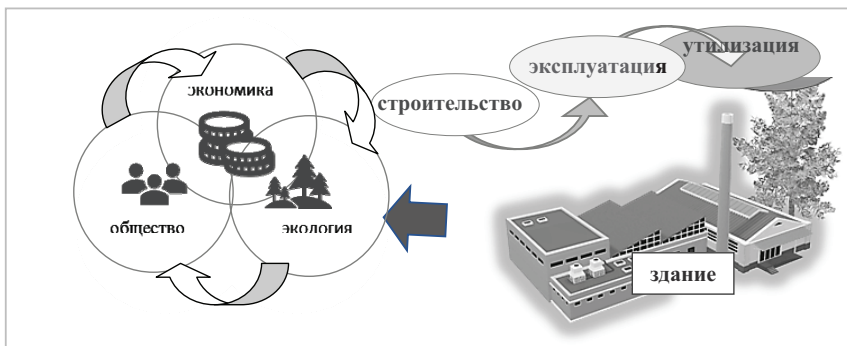 утилизация
эксплуатация
экономика
строительство
общество
экология
здание